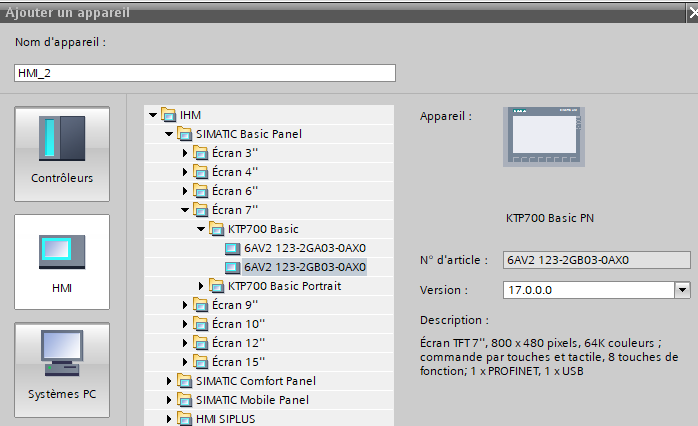 Ajouter un appareil
Nom d'appareil :
HMI_2
Contrôleurs
HMI
Systèmes PC
IHM
SIMATIC Basic Panel
Écran 3''
Écran 4''
Écran 6''
Écran 7''
KTP700 Basic
6AV2 123-2GA03-0AX0
6AV2 123-2GB03-0AX0
KTP700 Basic Portrait
Écran 9''
Écran 10''
Écran 12''
Écran 15''
SIMATIC Comfort Panel
SIMATIC Mobile Panel
HMI SIPLUS
Appareil :
KTP700 Basic PN
N° d'article :
6AV2 123-2GB03-0AX0
Version :
17.0.0.0
Description :
Écran TFT 7'', 800 x 480 pixels, 64K couleurs ;
commande par touches et tactile, 8 touches de
fonction; 1 x PROFINET, 1 x USB